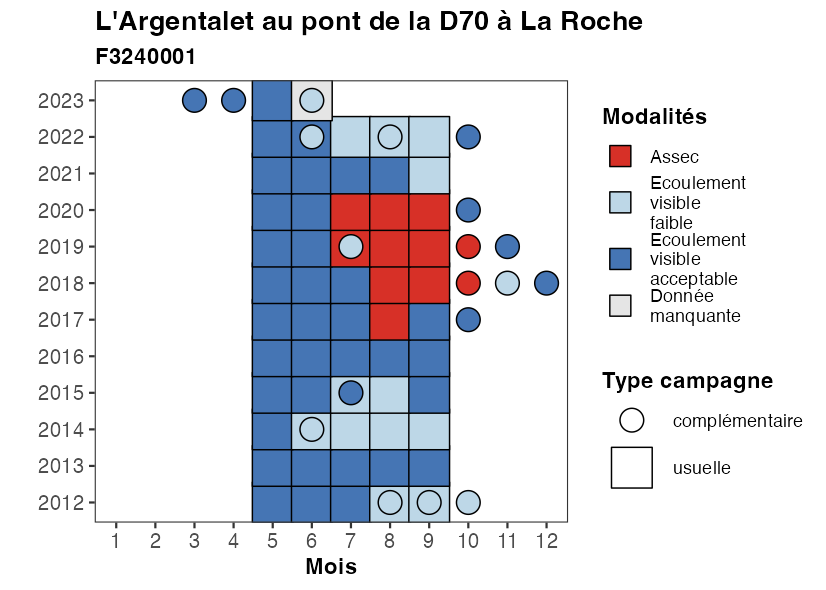 L'Argentalet au pont de la D70 à La Roche
F3240001
2023
2022
2021
2020
2019
2018
2017
2016
2015
2014
2013
2012
1 2 3 4 5 6 7 8 9 10 11 12
Mois
Modalités
Assec
Ecoulement
visible
faible
Ecoulement
visible
acceptable
Donnée
manquante
Type campagne
complémentaire
usuelle